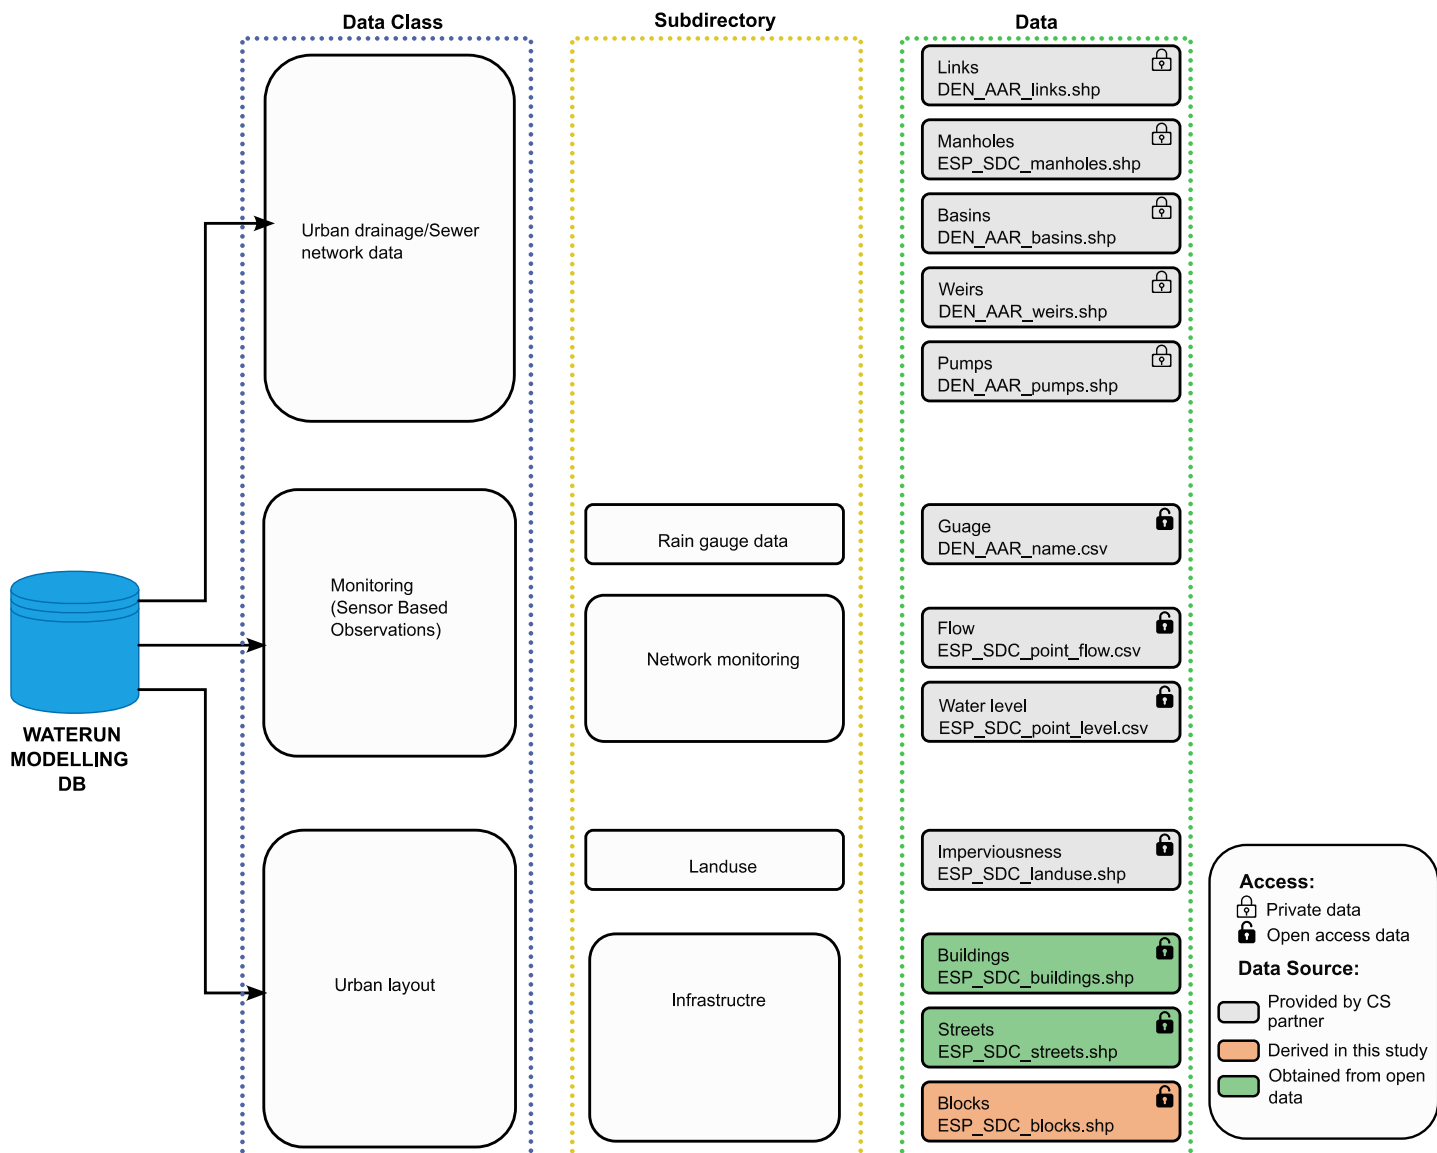 Data Class
Subdirectory
Data
Urban drainage/Sewer
network data
Links
DEN_AAR_links.shp
Manholes
ESP_SDC_manholes.shp
Basins
DEN_AAR_basins.shp
Weirs
DEN_AAR_weirs.shp
Pumps
DEN_AAR_pumps.shp
WATERUN
MODELLING
DB
Monitoring
(Sensor Based
Observations)
Rain gauge data
Guage
DEN_AAR_name.csv
Network monitoring
Flow
ESP_SDC_point_flow.csv
Water level
ESP_SDC_point_level.csv
Urban layout
Landuse
Imperviousness
ESP_SDC_landuse.shp
Infrastructre
Buildings
ESP_SDC_buildings.shp
Streets
ESP_SDC_streets.shp
Blocks
ESP_SDC_blocks.shp
Access:
Private data
Open access data
Data Source:
Provided by CS
partner
Derived in this study
Obtained from open
data